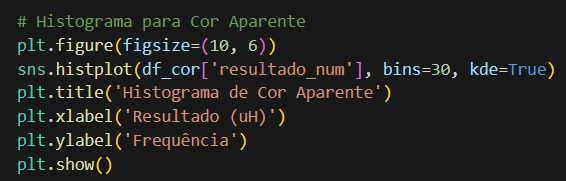 # Histograma para Cor Aparente
plt.figure(figsize=(10, 6))
sns.histplot(df_cor['resultado_num'], bins=30, kde=True)
plt.title('Histograma de Cor Aparente')
plt.xlabel('Resultado (uH)')
plt.ylabel('Frequência')
plt.show()